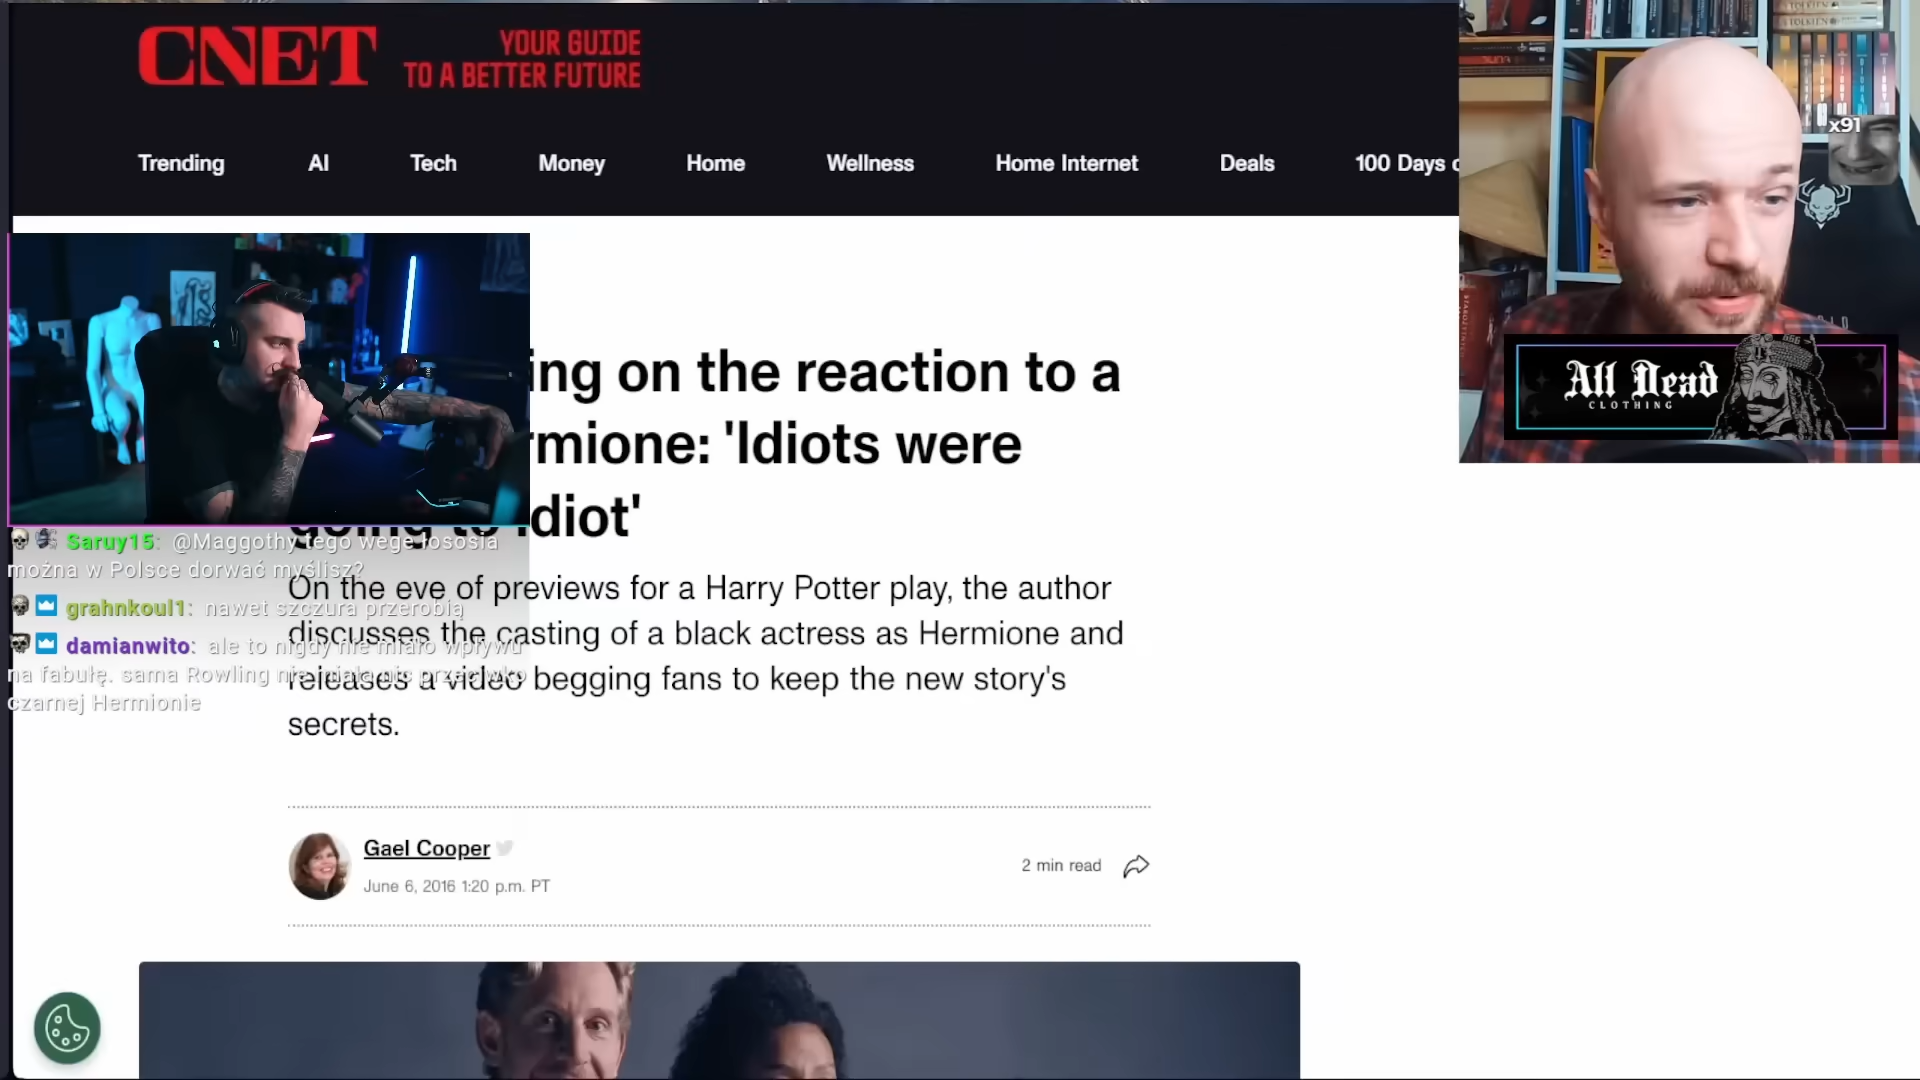 CNET
YOUR GUIDE
TO A BETTER FUTURE
Trending AI Tech Money Home Wellness Home Internet Deals 100 Days
x91
TOLKIEN
All Dead
CLOTHING
ing on the reaction to a
rmione: 'Idiots were
going to idiot'
Saruy15: @Maggothy tego wege łososia
można w Polsce dorwać myślisz?
grahnkoul1: nawet szczura przerobią
damianwito: ale to nigdy nie miało wpływu
na fabułę. sama Rowling nie miała nic przeciwko
czarnej Hermionie
On the eve of previews for a Harry Potter play, the author
discusses the casting of a black actress as Hermione and
releases a video begging fans to keep the new story's
secrets.
Gael Cooper
June 6, 2016 1:20 p.m. PT
2 min read